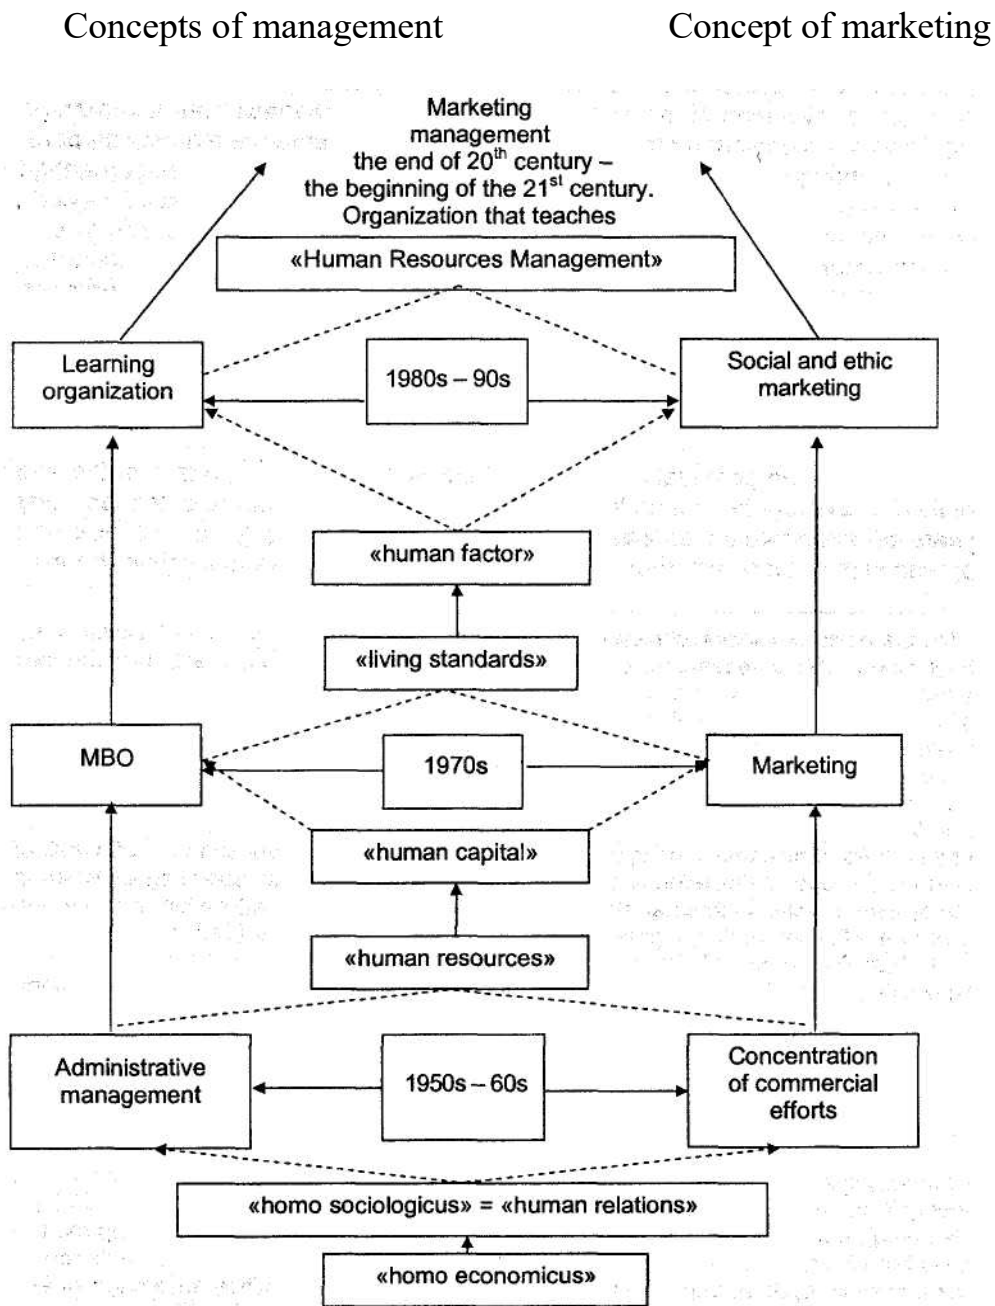 Concepts of management
Concept of marketing
Marketing
management
the end of 20th century –
the beginning of the 21st century.
Organization that teaches
«Human Resources Management»
Learning
organization
1980s – 90s
Social and ethic
marketing
«human factor»
«living standards»
MBO
1970s
Marketing
«human capital»
«human resources»
Administrative
management
1950s – 60s
Concentration
of commercial
efforts
«homo sociologicus» = «human relations»
«homo economicus»